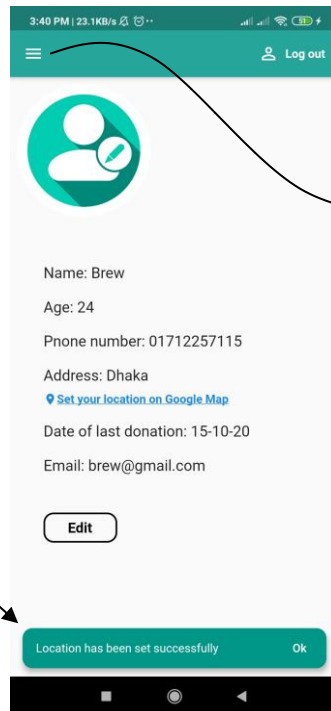 3:40 PM | 23.1KB/s
51
Log out
Name: Brew
Age: 24
Pnone number: 01712257115
Address: Dhaka
Set your location on Google Map
Date of last donation: 15-10-20
Email: brew@gmail.com
Edit
Location has been set successfully Ok